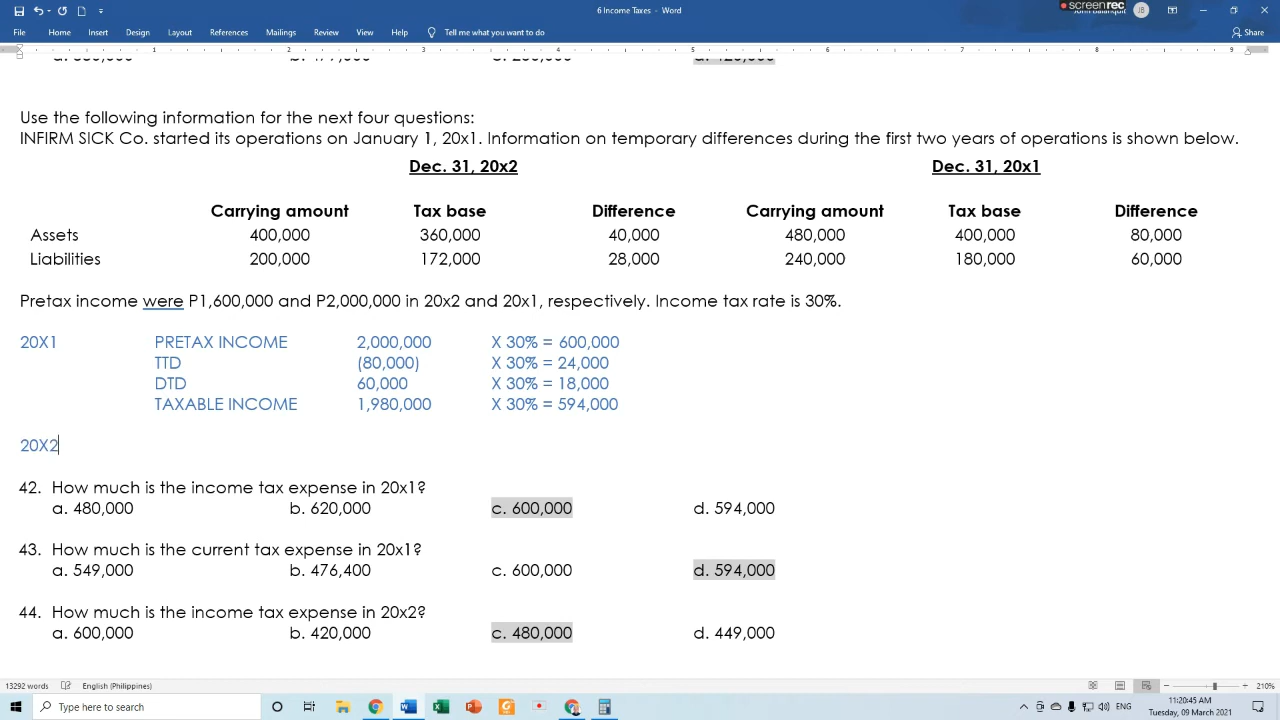 6 Income Taxes - Word
screenrec
JB
File Home Insert Design Layout References Mailings Review View Help Tell me what you want to do Share
1 2 3 4 5 6 7 8 9
Use the following information for the next four questions:
INFIRM SICK Co. started its operations on January 1, 20x1. Information on temporary differences during the first two years of operations is shown below.
Dec. 31, 20x2 Dec. 31, 20x1
Carrying amount Tax base Difference Carrying amount Tax base Difference
Assets 400,000 360,000 40,000 480,000 400,000 80,000
Liabilities 200,000 172,000 28,000 240,000 180,000 60,000
Pretax income were P1,600,000 and P2,000,000 in 20x2 and 20x1, respectively. Income tax rate is 30%.
20X1 PRETAX INCOME 2,000,000 X 30% = 600,000
TTD (80,000) X 30% = 24,000
DTD 60,000 X 30% = 18,000
TAXABLE INCOME 1,980,000 X 30% = 594,000
20X2
42. How much is the income tax expense in 20x1?
a. 480,000 b. 620,000 c. 600,000 d. 594,000
43. How much is the current tax expense in 20x1?
a. 549,000 b. 476,400 c. 600,000 d. 594,000
44. How much is the income tax expense in 20x2?
a. 600,000 b. 420,000 c. 480,000 d. 449,000
13292 words English (Philippines) 210%
Type here to search ENG 11:20:45 AM
Tuesday, 09 March 2021